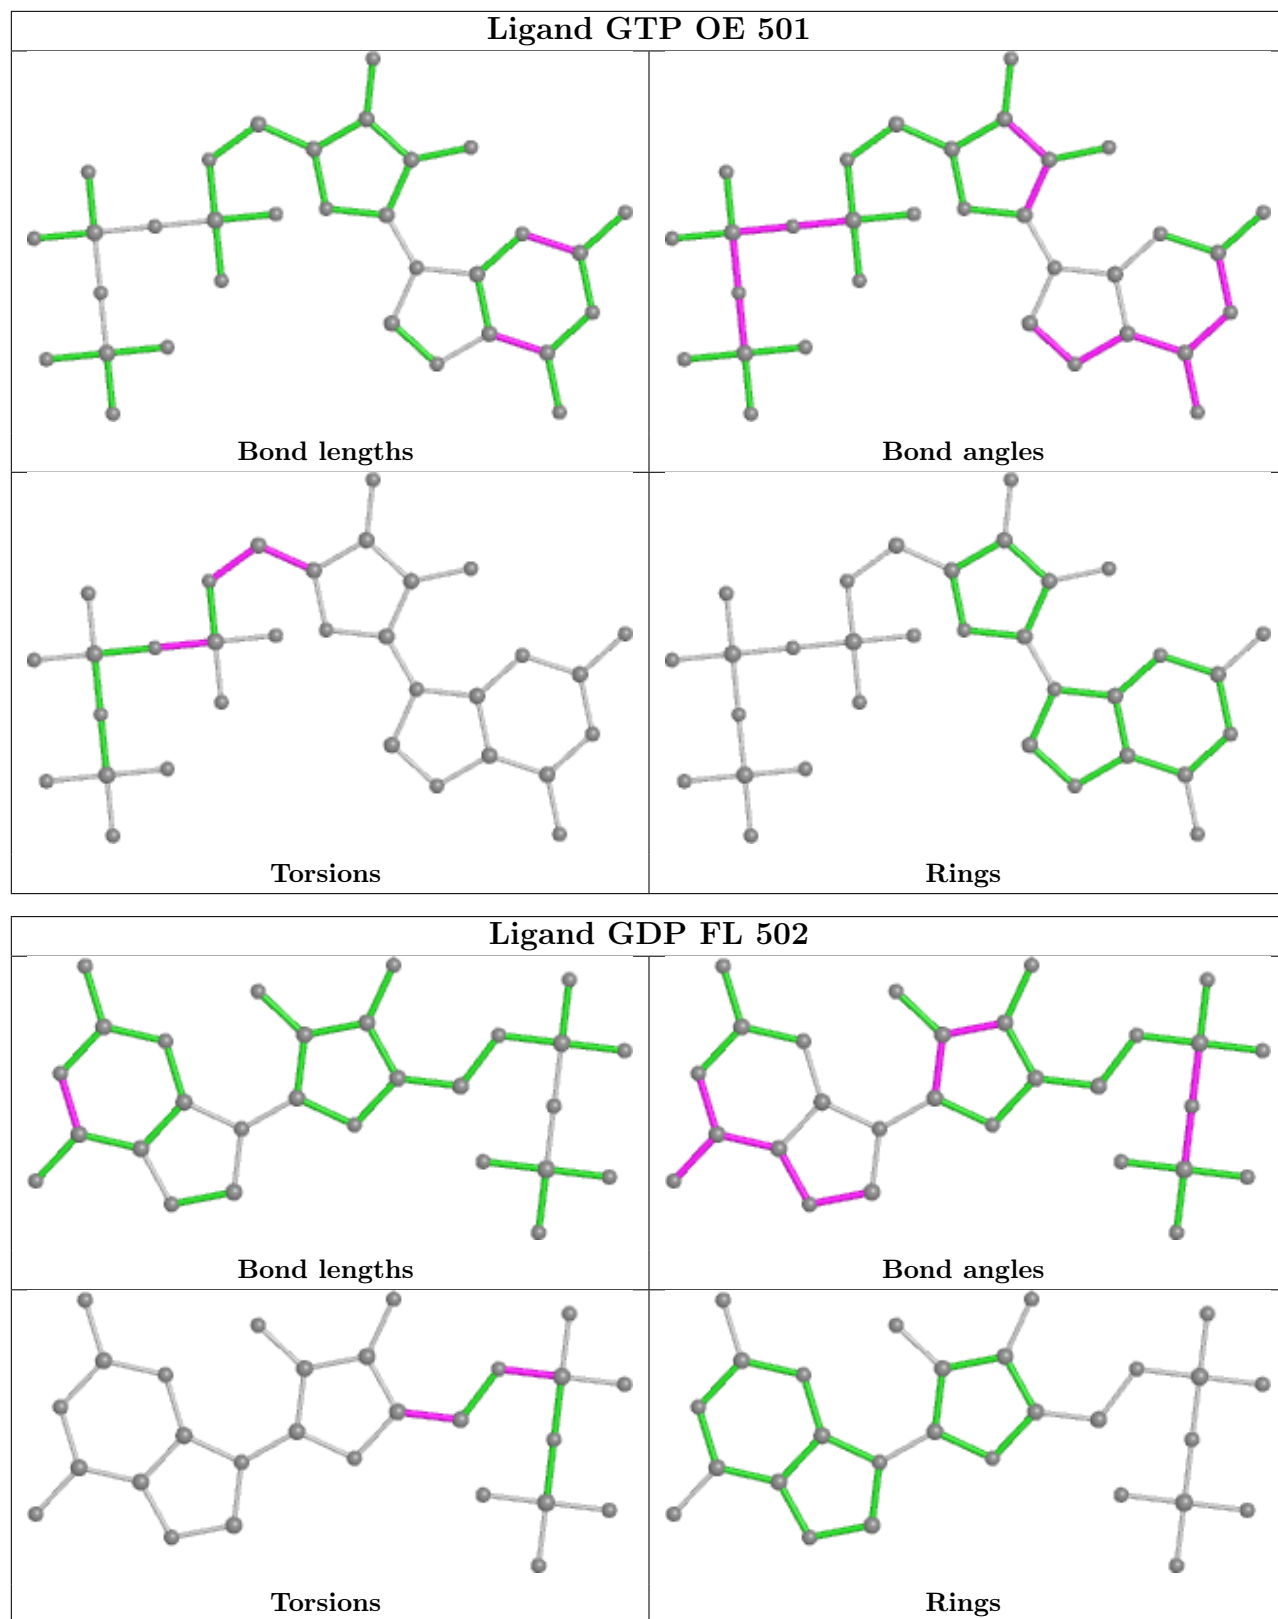 Ligand GTP OE 501
Bond lengths
Bond angles
Torsions
Rings
Ligand GDP FL 502
Bond lengths
Bond angles
Torsions
Rings